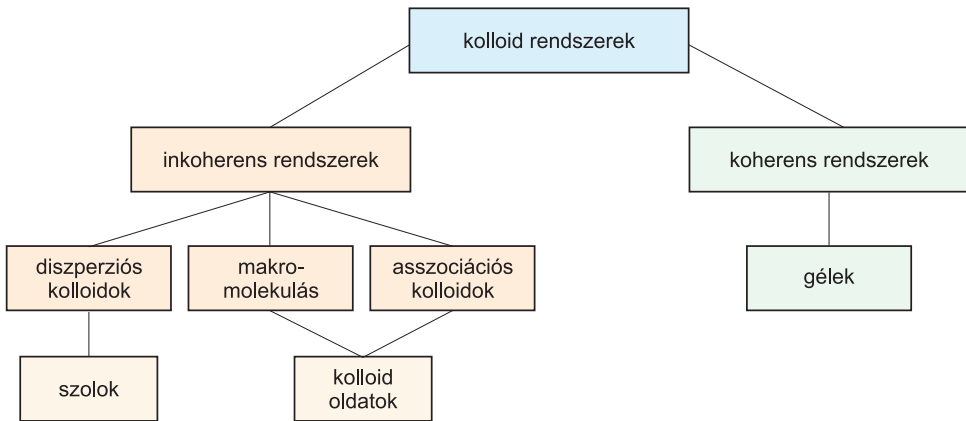 kolloid rendszerek
inkoherens rendszerek
koherens rendszerek
diszperziós
kolloidok
makro-
molekulás
asszociációs
kolloidok
gélek
szolok
kolloid
oldatok